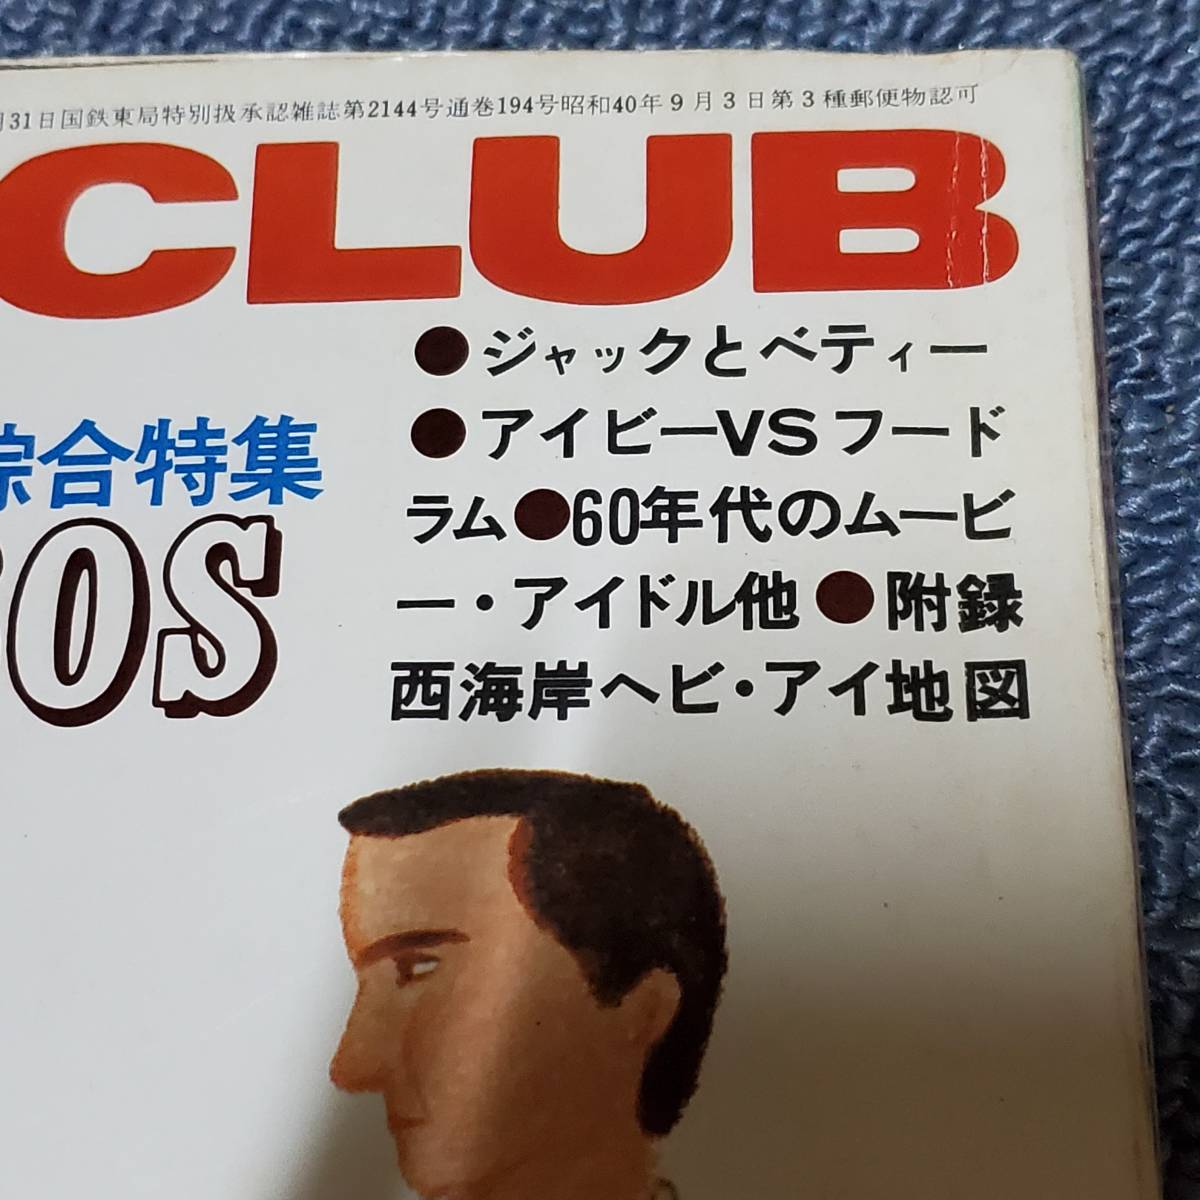 31日国鉄東局特別扱承認雑誌第2144号通巻194号昭和40年9月3日第3種郵便物認可
CLUB
●ジャックとベティー
●アイビーVSフード
ラム●60年代のムービ
ー・アイドル他●附録
西海岸ヘビ・アイ地図
綜合特集
60S